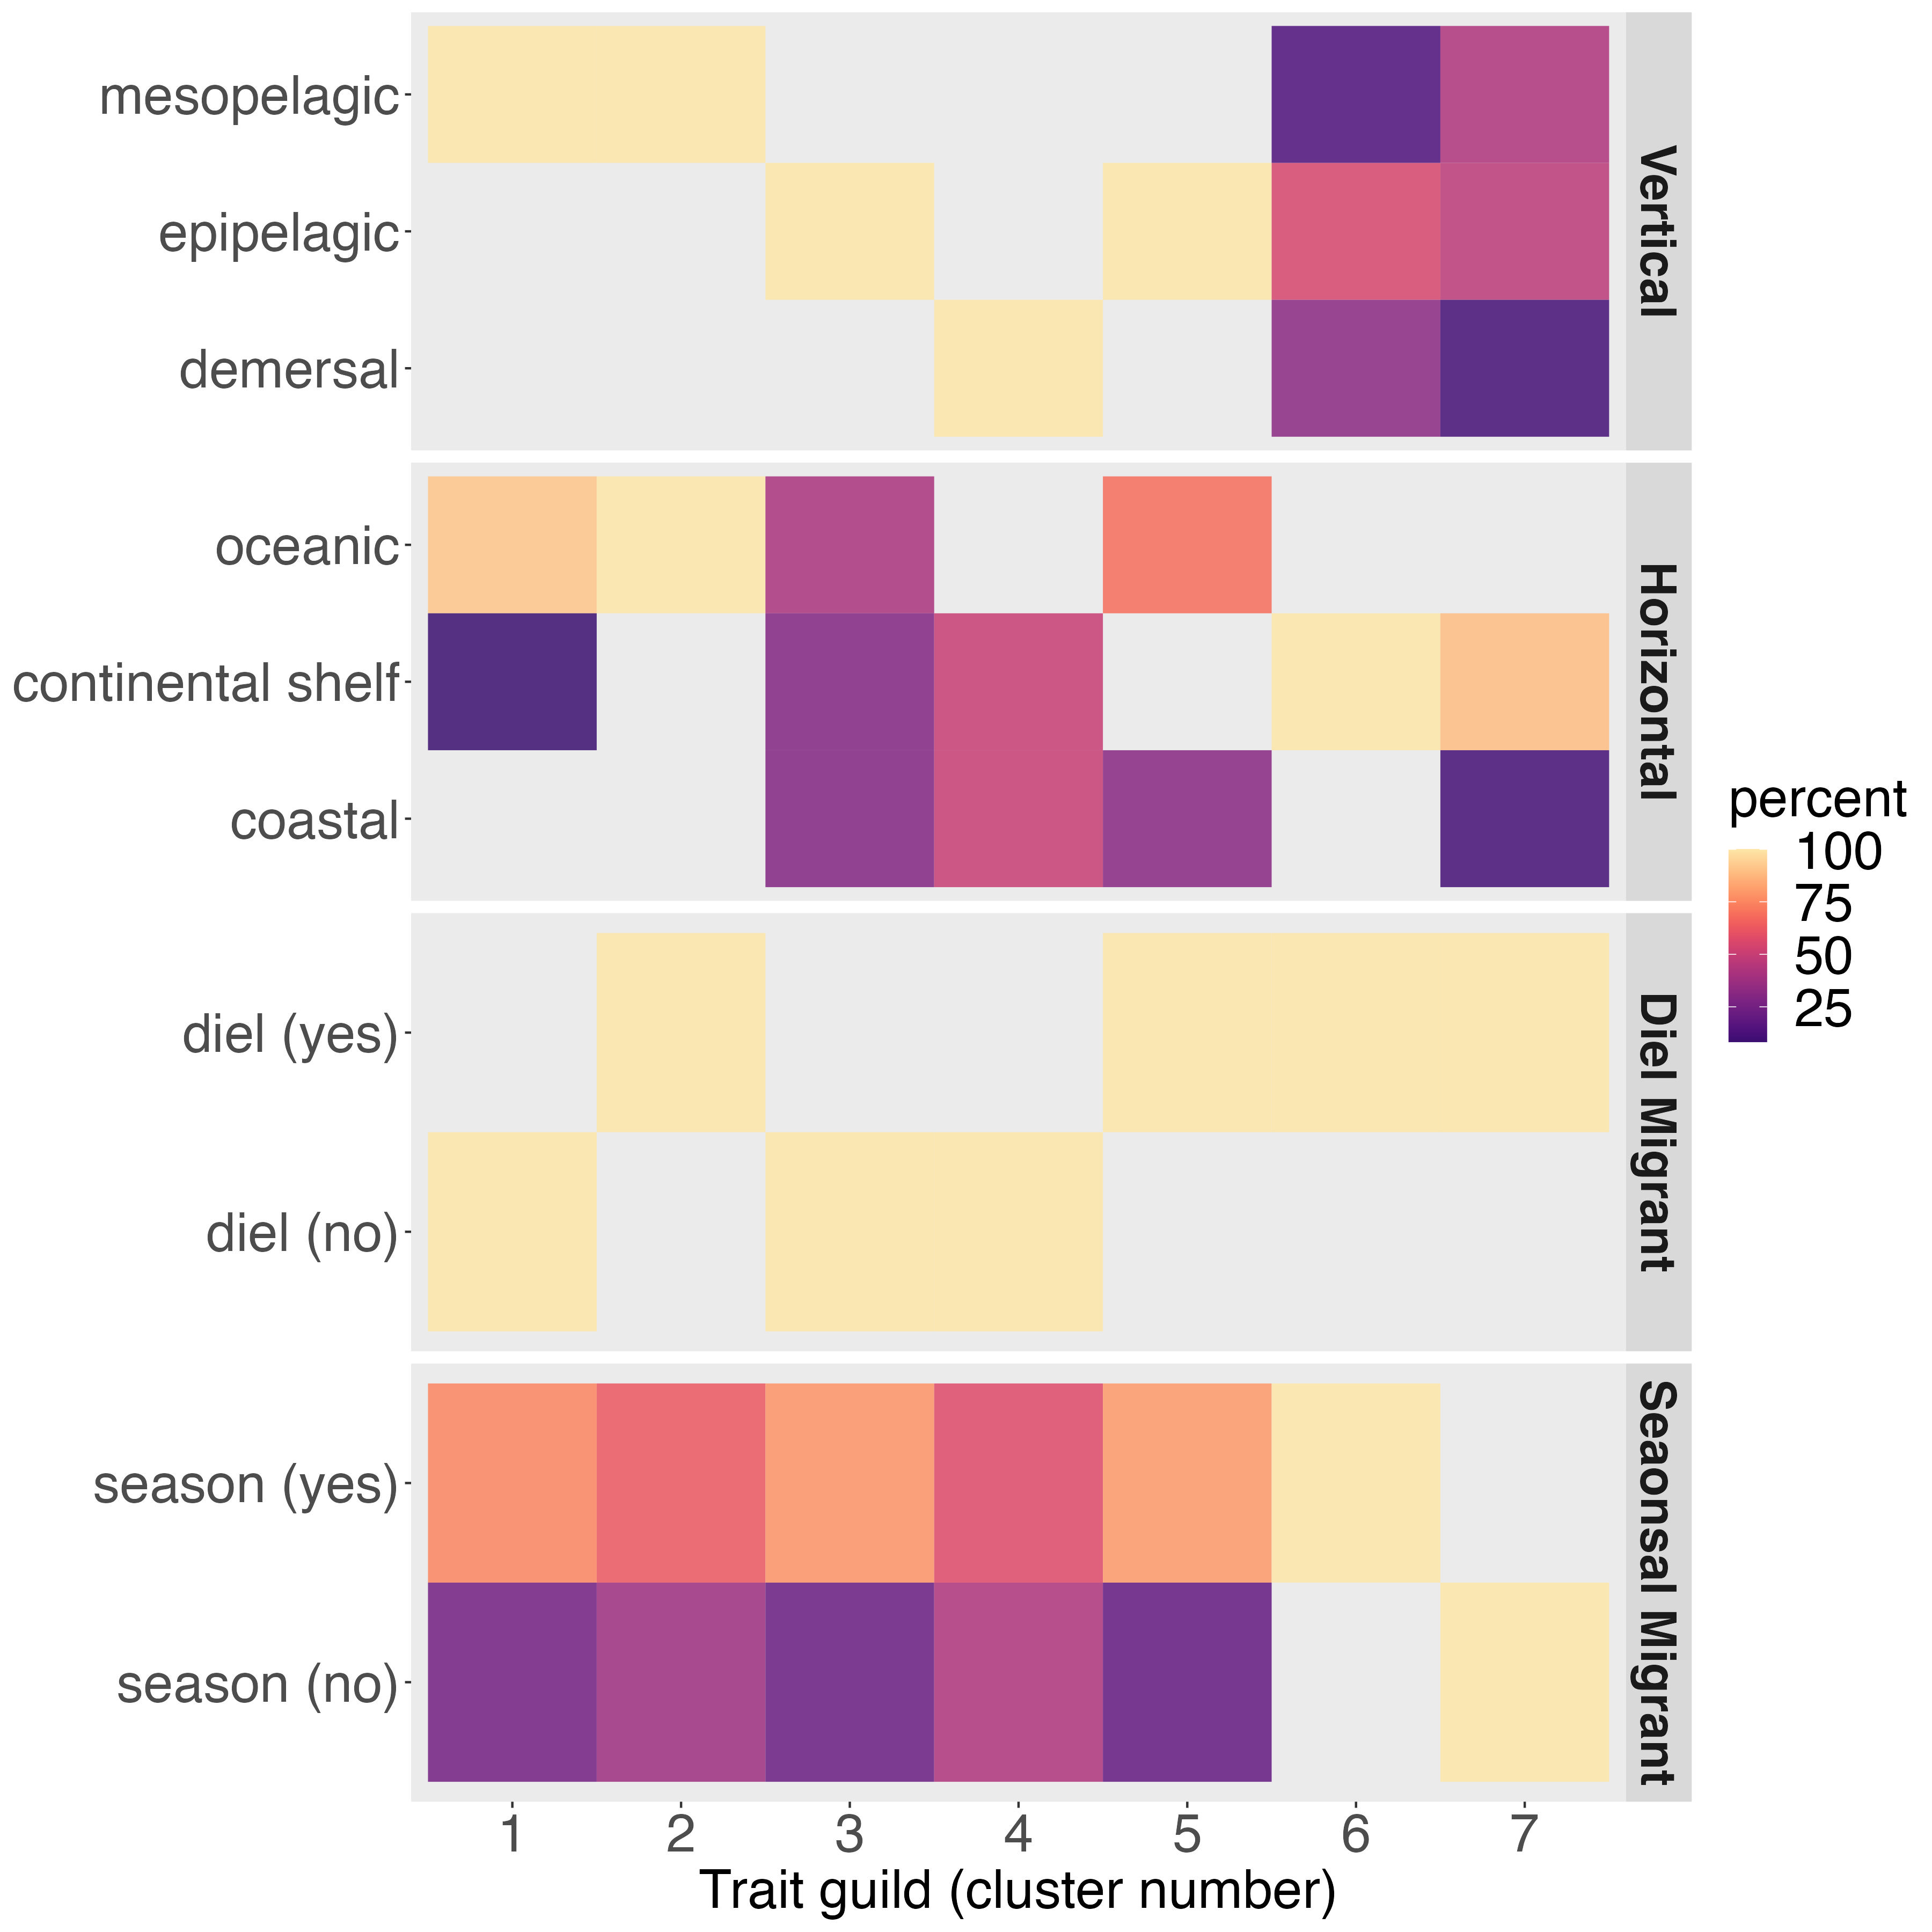 mesopelagic
epipelagic
demersal
Vertical
oceanic
continental shelf
coastal
Horizontal
diel (yes)
diel (no)
Diel Migrant
season (yes)
season (no)
Seaonsal Migrant
1 2 3 4 5 6 7
Trait guild (cluster number)
percent
100
75
50
25